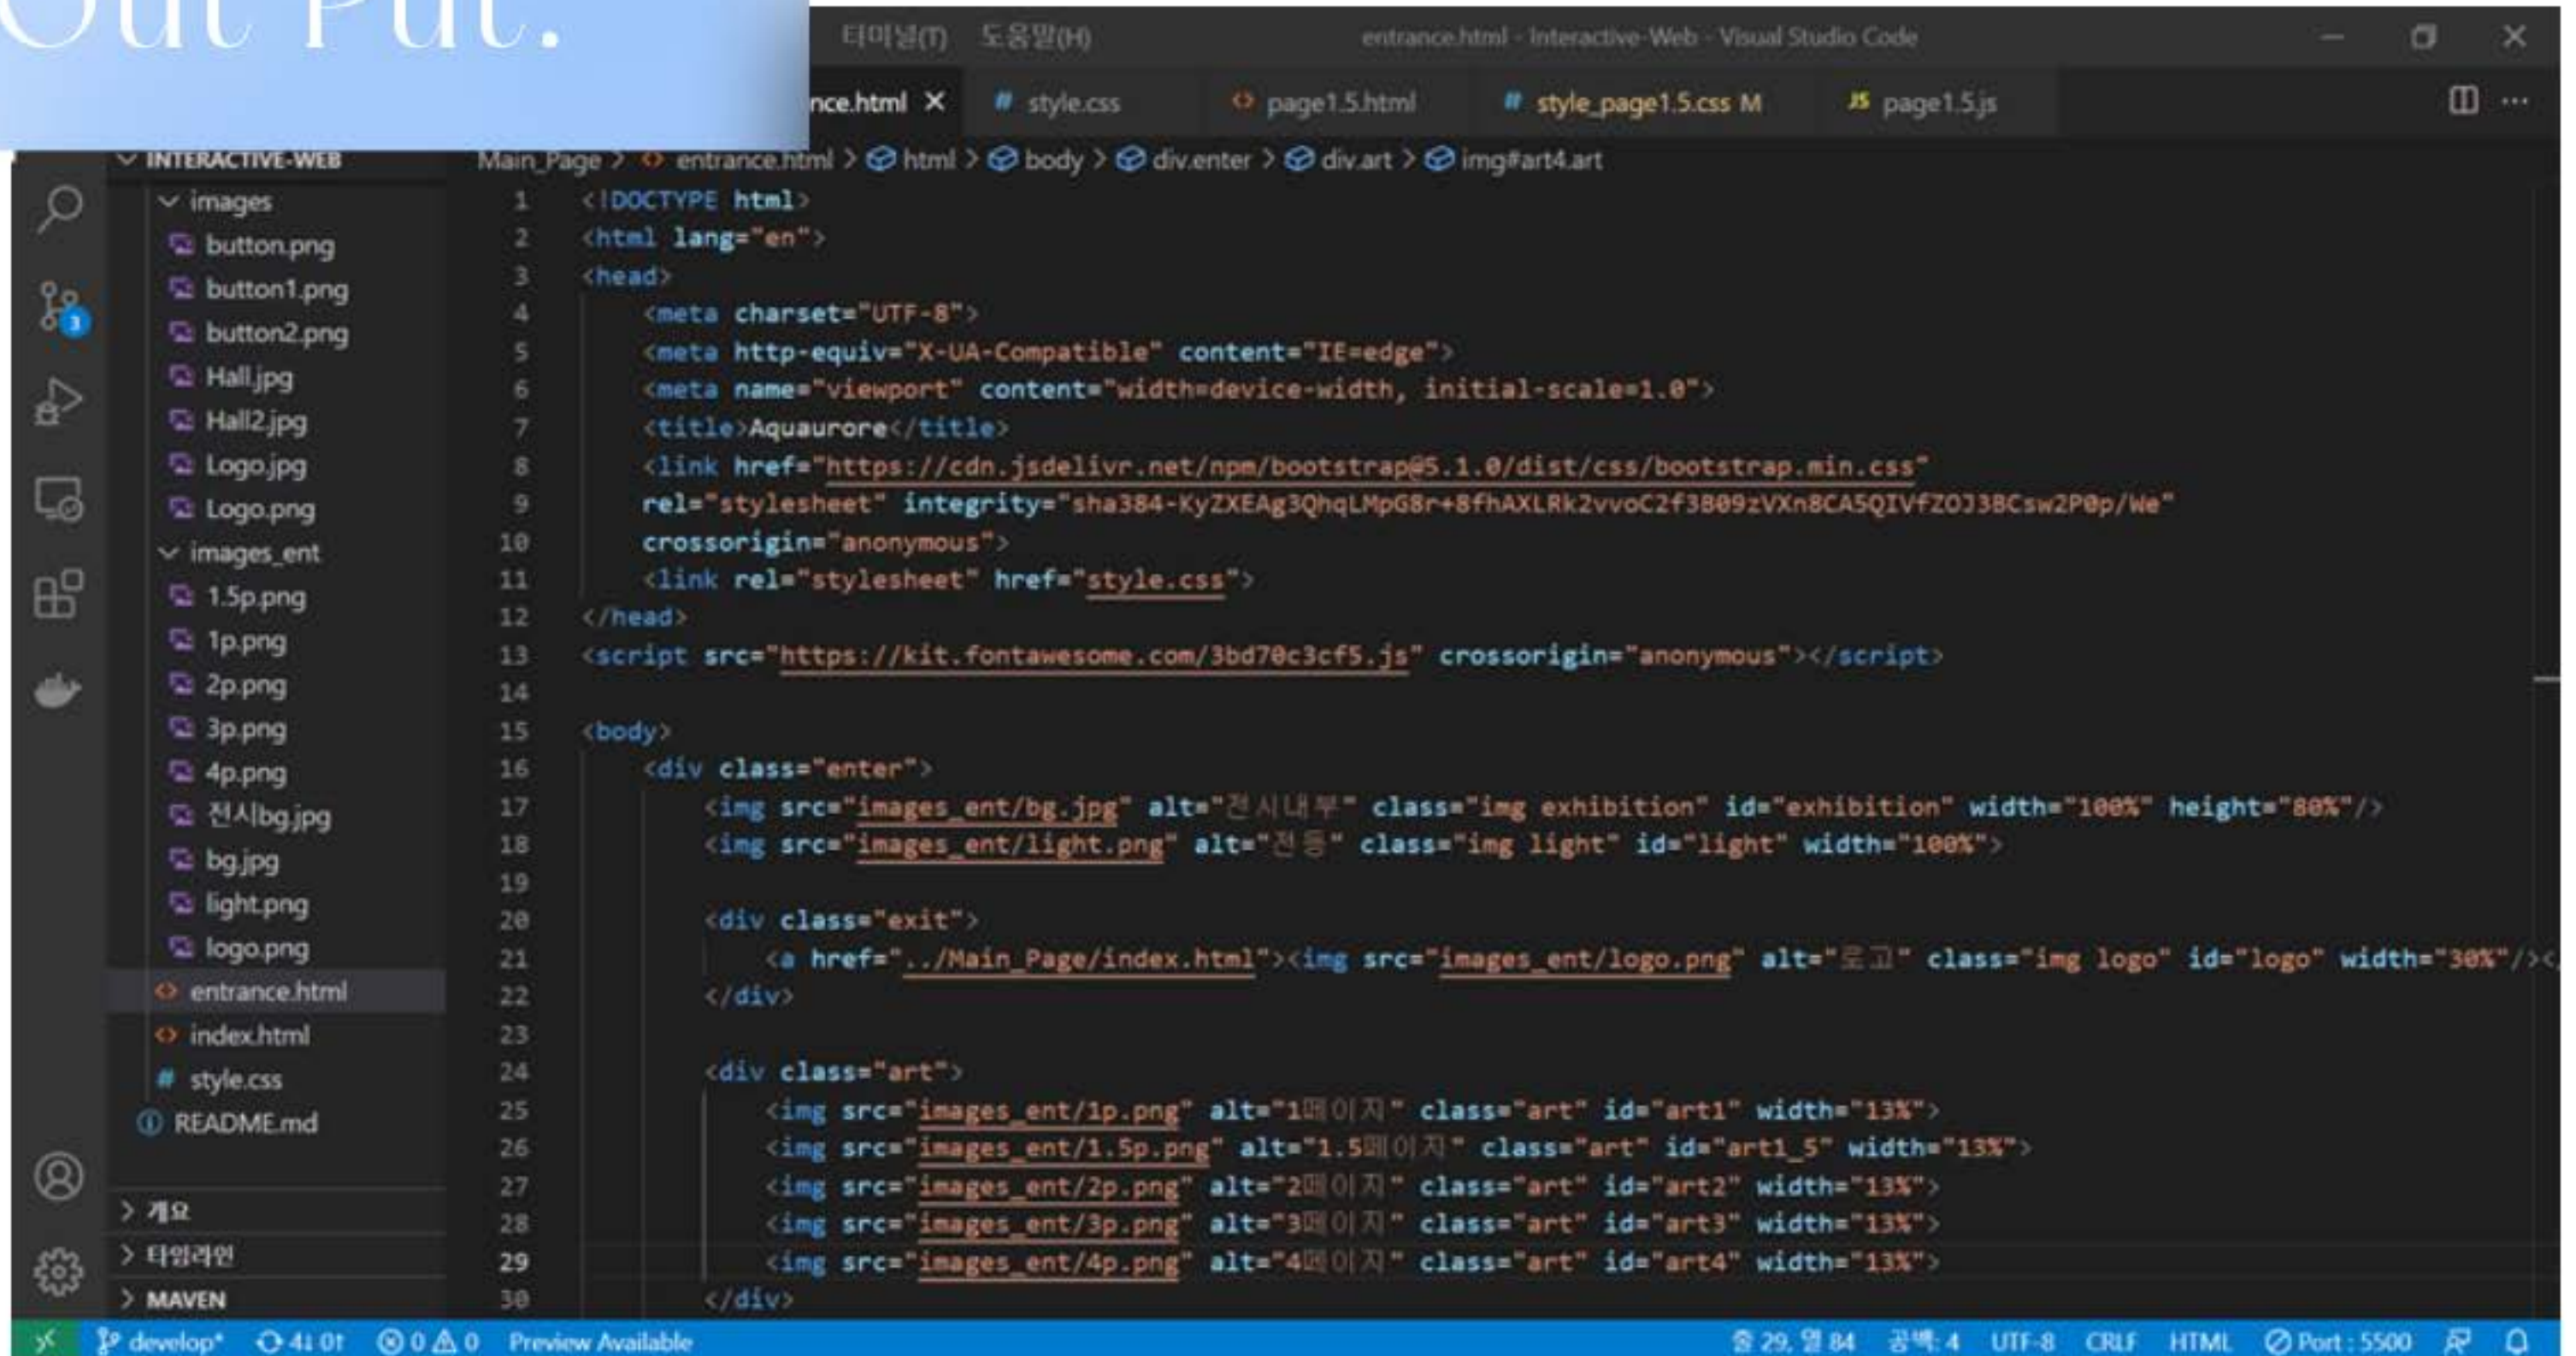 Out Put.
터미널(T) 도움말(H) entrance.html - Interactive-Web - Visual Studio Code
nce.html style.css page1.5.html style_page1.5.css M JS page1.5.js
INTERACTIVE-WEB
Main_Page > entrance.html > html > body > div.enter > div.art > img#art4.art
images
button.png
button1.png
button2.png
Hall.jpg
Hall2.jpg
Logo.jpg
Logo.png
images_ent
1.5p.png
1p.png
2p.png
3p.png
4p.png
전시bg.jpg
bg.jpg
light.png
logo.png
entrance.html
index.html
style.css
README.md
개요
타임라인
MAVEN
1 <!DOCTYPE html>
2 <html lang="en">
3 <head>
4 <meta charset="UTF-8">
5 <meta http-equiv="X-UA-Compatible" content="IE=edge">
6 <meta name="viewport" content="width=device-width, initial-scale=1.0">
7 <title>Aquaurore</title>
8 <link href="https://cdn.jsdelivr.net/npm/bootstrap@5.1.0/dist/css/bootstrap.min.css"
9 rel="stylesheet" integrity="sha384-KyZXEAg3QhqLMpG8r+8fhAXLRk2vvoC2f3B09zVXn8CA5QIVfZOJ3BCsw2P0p/We"
10 crossorigin="anonymous">
11 <link rel="stylesheet" href="style.css">
12 </head>
13 <script src="https://kit.fontawesome.com/3bd70c3cf5.js" crossorigin="anonymous"></script>
14
15 <body>
16 <div class="enter">
17 <img src="images_ent/bg.jpg" alt="전시내부" class="img exhibition" id="exhibition" width="100%" height="80%"/>
18 <img src="images_ent/light.png" alt="전등" class="img light" id="light" width="100%">
19
20 <div class="exit">
21 <a href="../Main_Page/index.html"><img src="images_ent/logo.png" alt="로고" class="img logo" id="logo" width="30%"/><
22 </div>
23
24 <div class="art">
25 <img src="images_ent/1p.png" alt="1페이지" class="art" id="art1" width="13%">
26 <img src="images_ent/1.5p.png" alt="1.5페이지" class="art" id="art1_5" width="13%">
27 <img src="images_ent/2p.png" alt="2페이지" class="art" id="art2" width="13%">
28 <img src="images_ent/3p.png" alt="3페이지" class="art" id="art3" width="13%">
29 <img src="images_ent/4p.png" alt="4페이지" class="art" id="art4" width="13%">
30 </div>
3
develop* 4↓ 0↑ 0 0 Preview Available 줄 29, 열 84 공백: 4 UTF-8 CRLF HTML Port : 5500